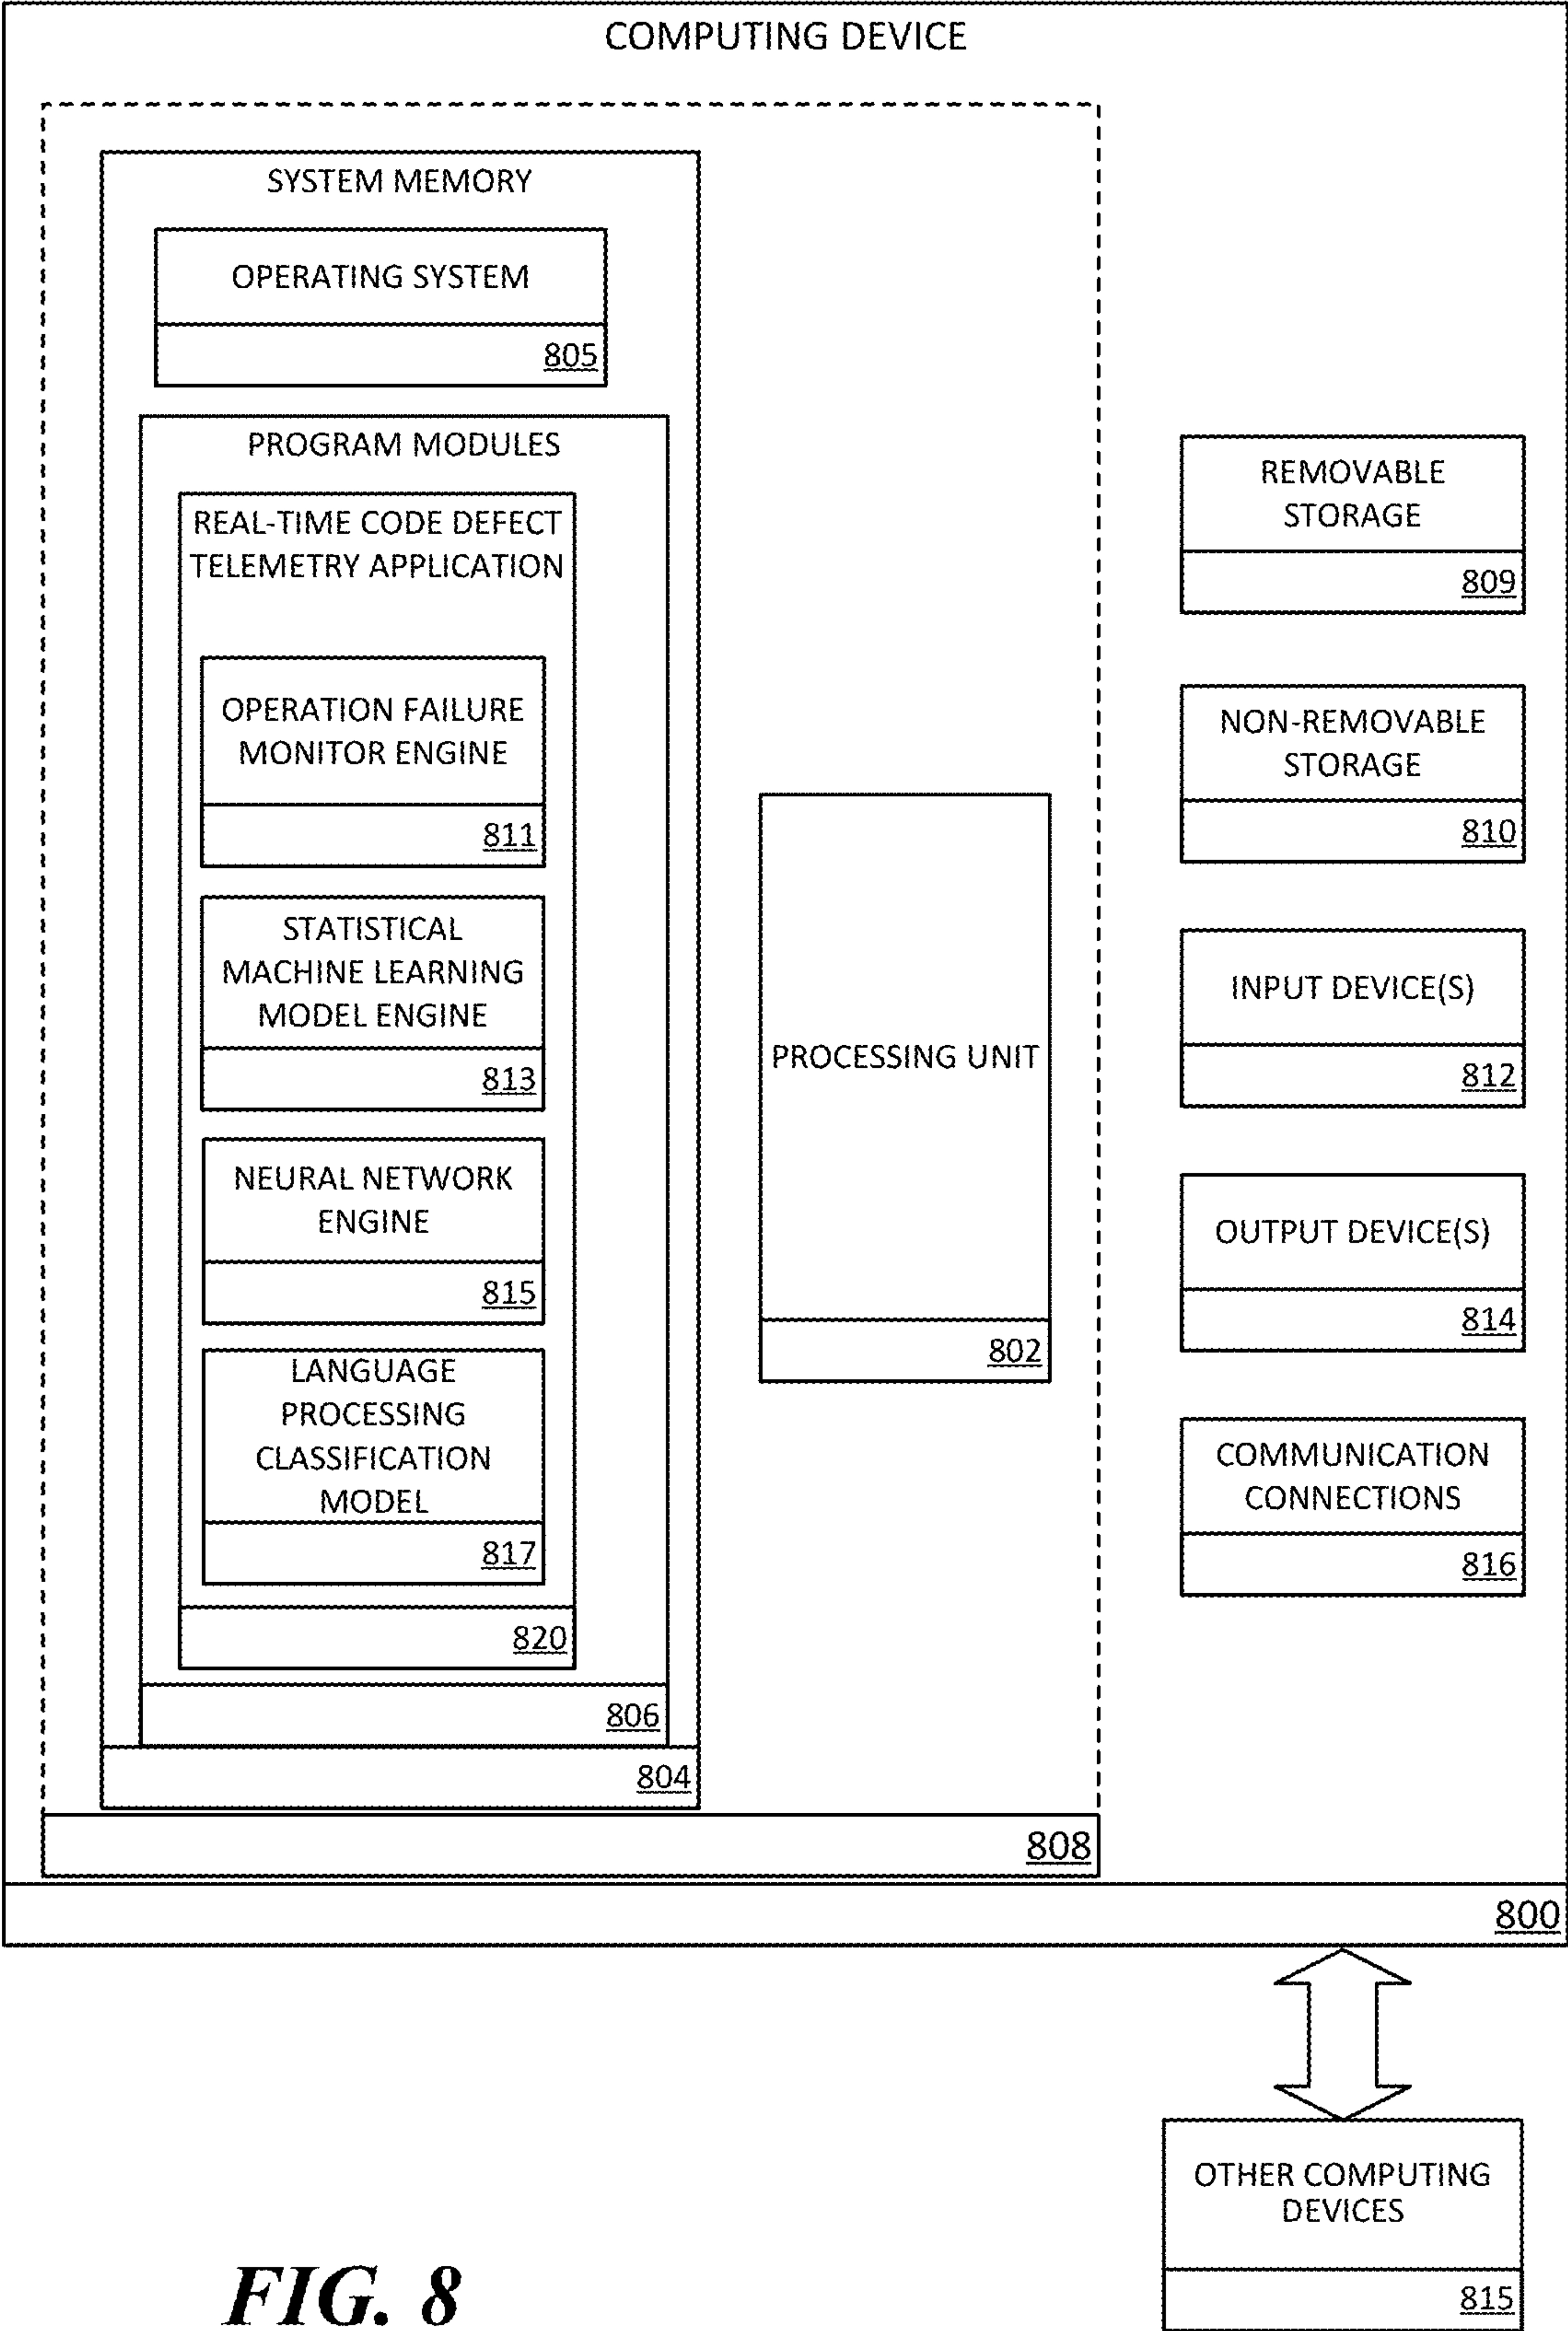 COMPUTING DEVICE
SYSTEM MEMORY
OPERATING SYSTEM
805
PROGRAM MODULES
REAL-TIME CODE DEFECT
TELEMETRY APPLICATION
OPERATION FAILURE
MONITOR ENGINE
811
STATISTICAL
MACHINE LEARNING
MODEL ENGINE
813
NEURAL NETWORK
ENGINE
815
LANGUAGE
PROCESSING
CLASSIFICATION
MODEL
817
820
806
804
PROCESSING UNIT
802
808
REMOVABLE
STORAGE
809
NON-REMOVABLE
STORAGE
810
INPUT DEVICE(S)
812
OUTPUT DEVICE(S)
814
COMMUNICATION
CONNECTIONS
816
800
OTHER COMPUTING
DEVICES
815
FIG. 8